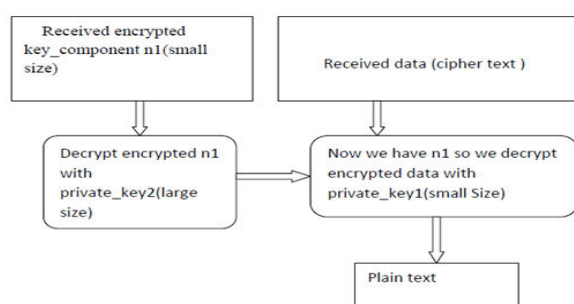 Received encrypted
key_component n1(small
size)
Received data (cipher text )
Decrypt encrypted n1
with
private_key2(large
size)
Now we have n1 so we decrypt
encrypted data with
private_key1(small Size)
Plain text